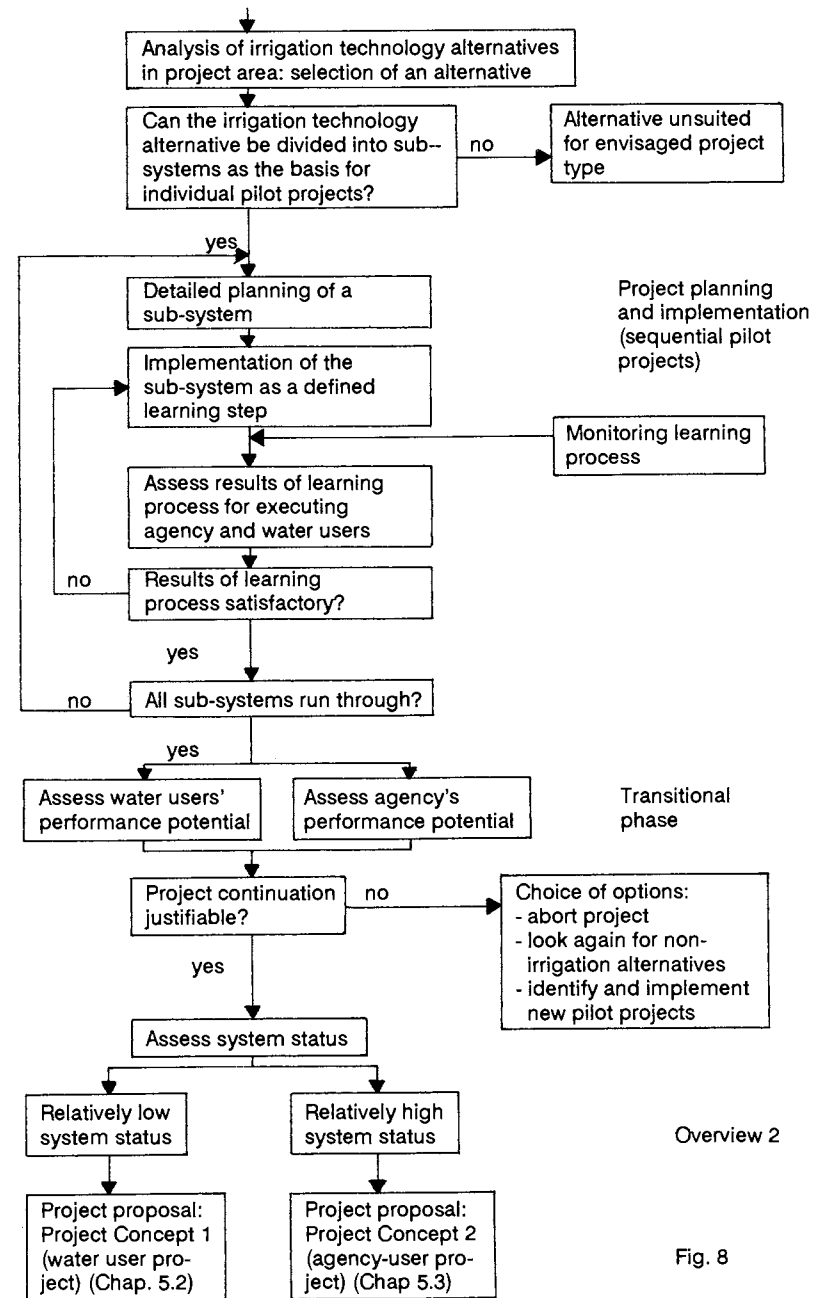 Analysis of irrigation technology alternatives
in project area: selection of an alternative
Can the irrigation technology
alternative be divided into sub--
systems as the basis for
individual pilot projects?
no
Alternative unsuited
for envisaged project
type
yes
Detailed planning of a
sub-system
Project planning
and implementation
(sequential pilot
projects)
Implementation of the
sub-system as a defined
learning step
Monitoring learning
process
Assess results of learning
process for executing
agency and water users
no
Results of learning
process satisfactory?
yes
no
All sub-systems run through?
yes
Assess water users'
performance potential
Assess agency's
performance potential
Transitional
phase
Project continuation
justifiable?
no
Choice of options:
- abort project
- look again for non-
irrigation alternatives
- identify and implement
new pilot projects
yes
Assess system status
Relatively low
system status
Relatively high
system status
Overview 2
Project proposal:
Project Concept 1
(water user pro-
ject) (Chap. 5.2)
Project proposal:
Project Concept 2
(agency-user pro-
ject) (Chap 5.3)
Fig. 8